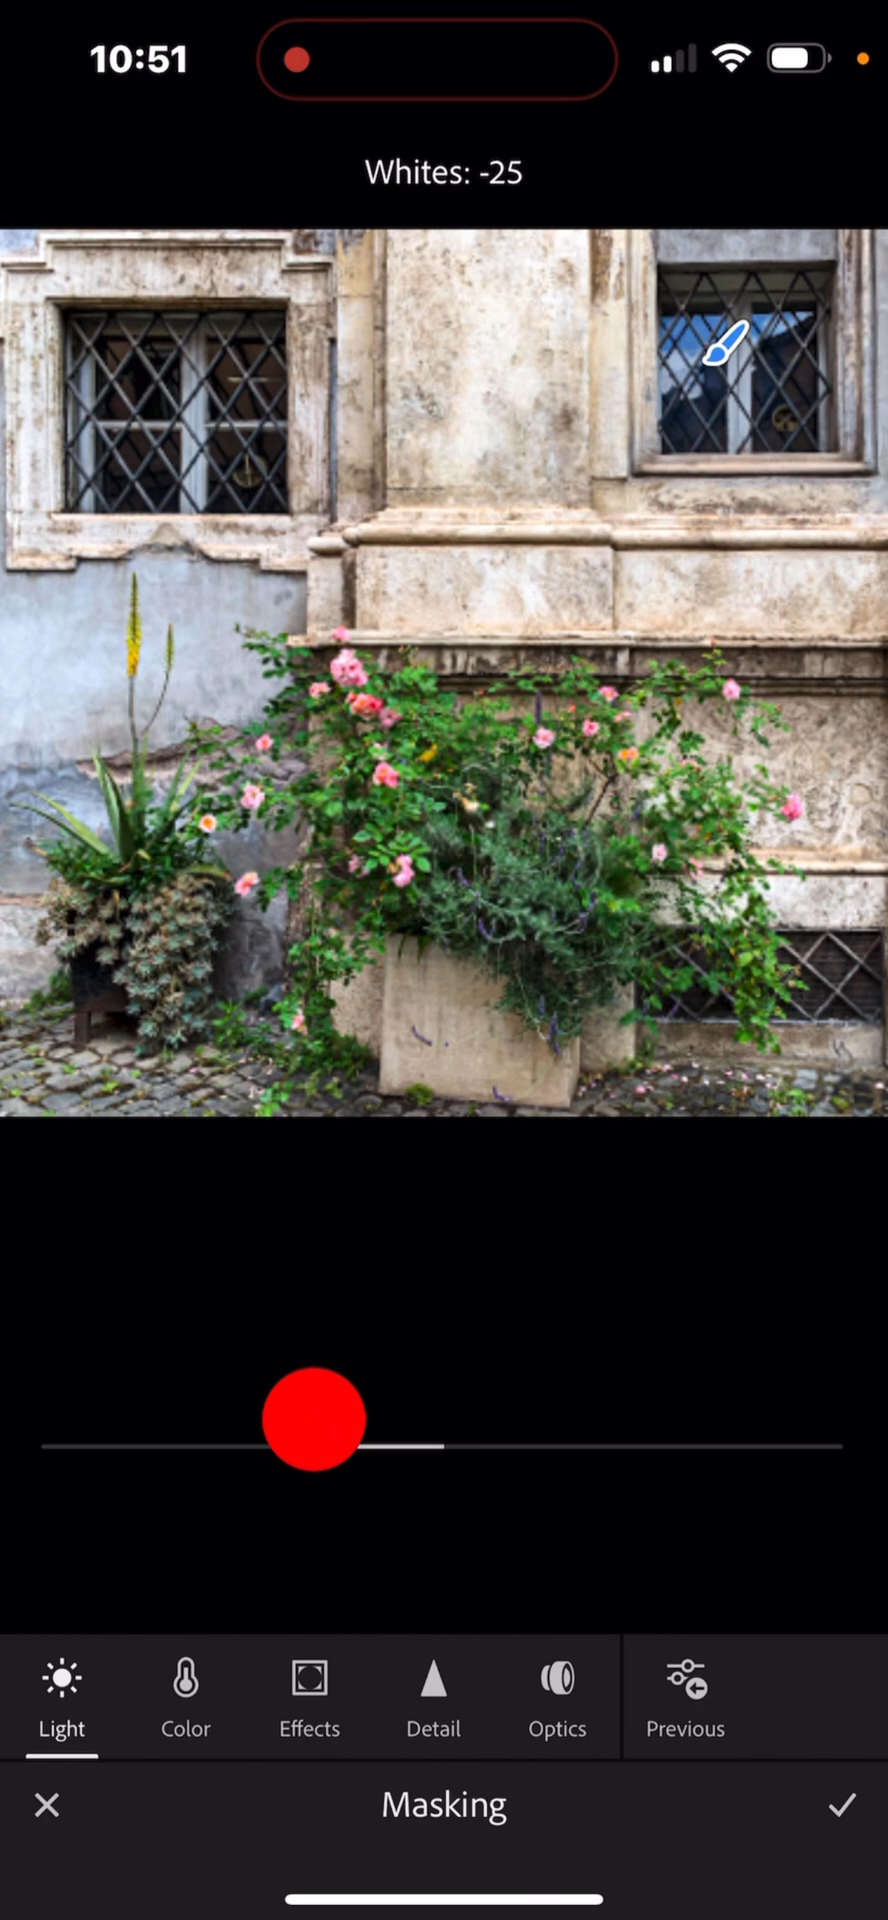 10:51
Whites: -25
Light
Color
Effects
Detail
Optics
Previous
Masking